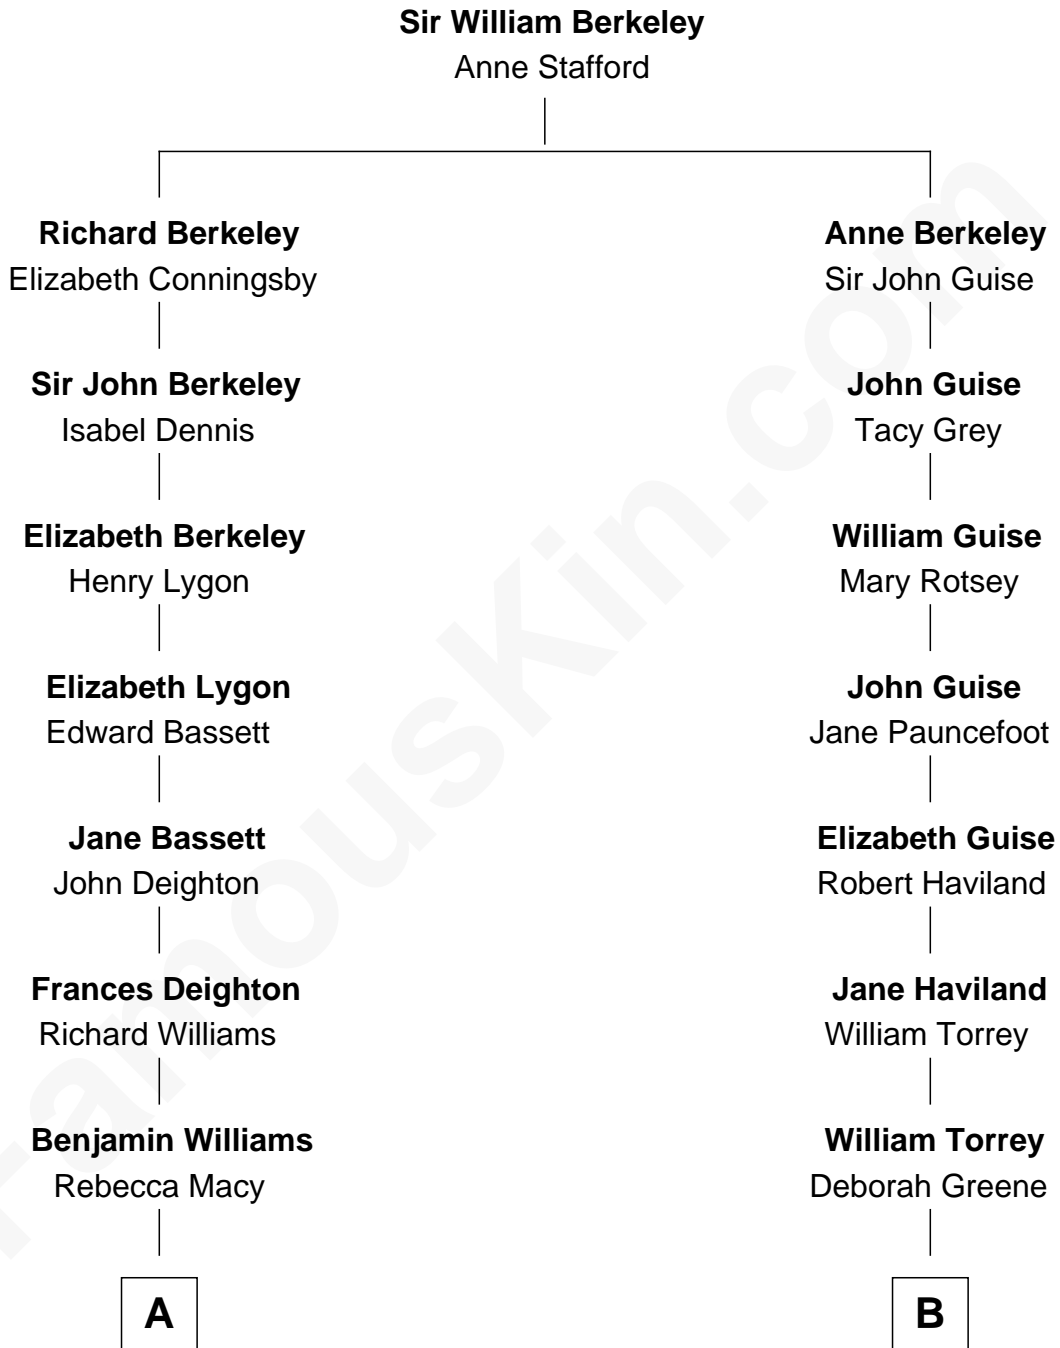 Sir William Berkeley
Anne Stafford
Richard Berkeley
Elizabeth Conningsby
Anne Berkeley
Sir John Guise
Sir John Berkeley
Isabel Dennis
John Guise
Tacy Grey
Elizabeth Berkeley
Henry Lygon
William Guise
Mary Rotsey
Elizabeth Lygon
Edward Bassett
John Guise
Jane Pauncefoot
Jane Bassett
John Deighton
Elizabeth Guise
Robert Haviland
Frances Deighton
Richard Williams
Jane Haviland
William Torrey
Benjamin Williams
Rebecca Macy
William Torrey
Deborah Greene
A
B
FamousKin.com